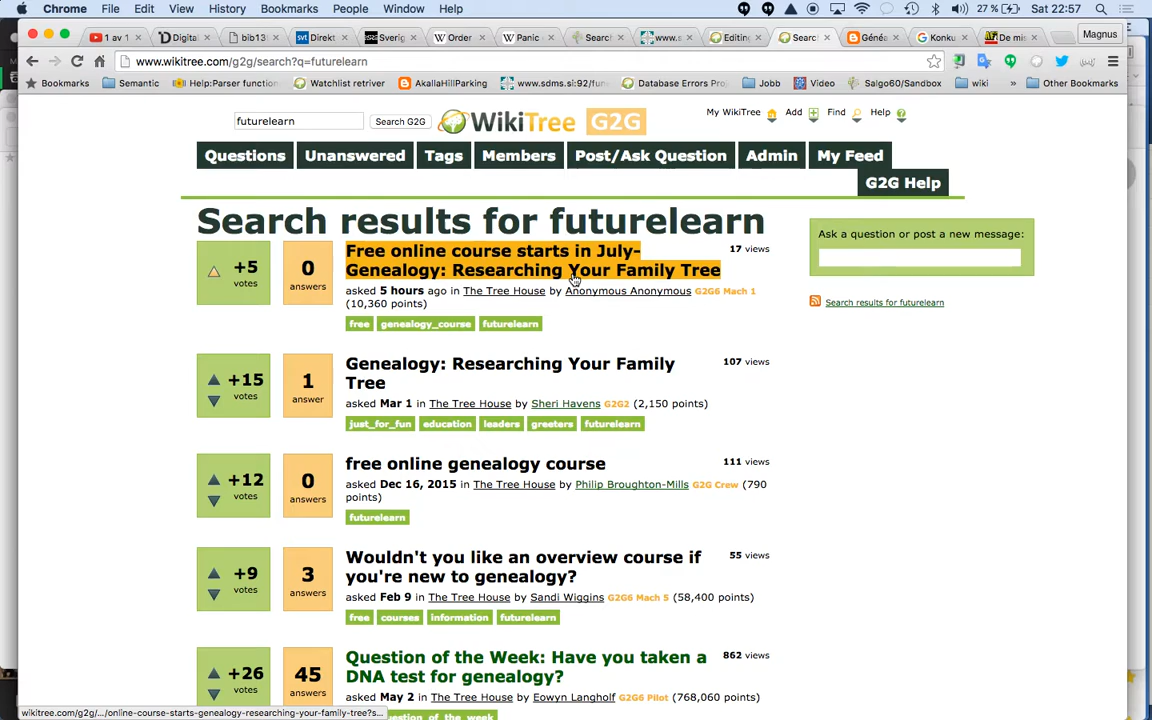 Chrome File Edit View History Bookmarks People Window Help 27 % Sat 22:57
1 av 1 Digital bib13 Direkt Sverig Order Panic Search www.s Editing Search Généa Konku De mis Magnus
www.wikitree.com/g2g/search?q=futurelearn
Bookmarks Semantic Help:Parser function Watchlist retriver AkallaHillParking www.sdms.si:92/fun Database Errors Pro Jobb Video Salgo60/Sandbox wiki » Other Bookmarks
futurelearn Search G2G WikiTree G2G My WikiTree Add Find Help ?
Questions Unanswered Tags Members Post/Ask Question Admin My Feed
G2G Help
Search results for futurelearn
Ask a question or post a new message:
Search results for futurelearn
+5 votes
0 answers
Free online course starts in July-
Genealogy: Researching Your Family Tree
17 views
asked 5 hours ago in The Tree House by Anonymous Anonymous G2G6 Mach 1
(10,360 points)
free genealogy_course futurelearn
+15 votes
1 answer
Genealogy: Researching Your Family
Tree
107 views
asked Mar 1 in The Tree House by Sheri Havens G2G2 (2,150 points)
just_for_fun education leaders greeters futurelearn
+12 votes
0 answers
free online genealogy course
111 views
asked Dec 16, 2015 in The Tree House by Philip Broughton-Mills G2G Crew (790
points)
futurelearn
+9 votes
3 answers
Wouldn't you like an overview course if
you're new to genealogy?
55 views
asked Feb 9 in The Tree House by Sandi Wiggins G2G6 Mach 5 (58,400 points)
free courses information futurelearn
+26 votes
45 answers
Question of the Week: Have you taken a
DNA test for genealogy?
862 views
asked May 2 in The Tree House by Eowyn Langholf G2G6 Pilot (768,060 points)
question_of_the_week
wikitree.com/g2g/.../online-course-starts-genealogy-researching-your-family-tree?s...